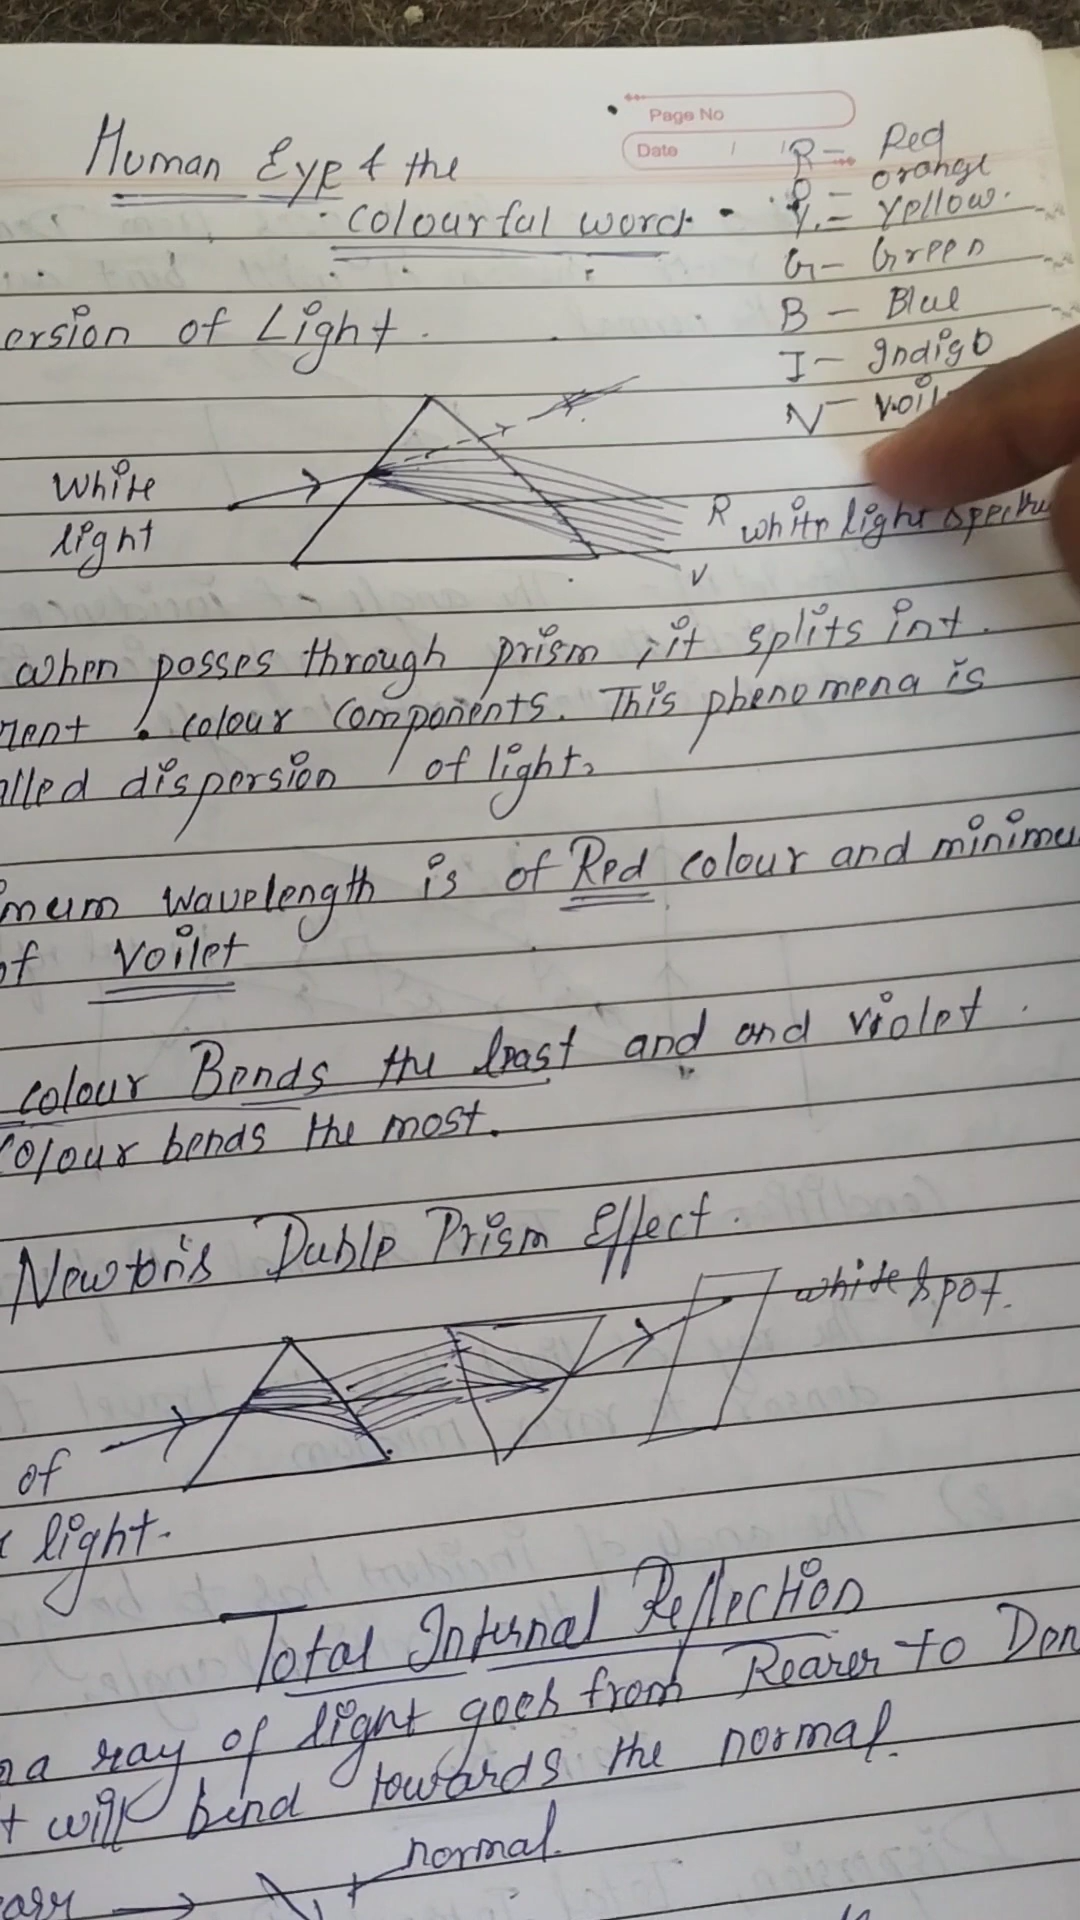 Page No
Date
Human Eye & the
colourful word
R - Red
O - orange
Y - Yellow.
G - Green
B - Blue
I - Indigo
V - Voile
ersion of Light.
White
light
R
white light spectru
V
when posses through prism ; it splits int.
rent colour components. This phenomena is
alled dispersion of light.
mum wavelength is of Red colour and minimu
of Voilet
colour Bends the least and and violet.
colour bends the most.
Newton's Duble Prism Effect.
white spot.
of
light.
Total Internal Reflection
a ray of light goes from Rearer to Den
t will bend towards the normal.
normal.